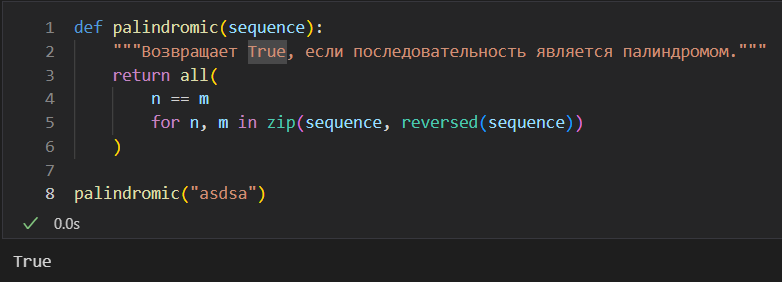 1 def palindromic(sequence):
2 """Возвращает True, если последовательность является палиндромом."""
3 return all(
4 n == m
5 for n, m in zip(sequence, reversed(sequence))
6 )
7
8 palindromic("asdsa")
0.0s
True